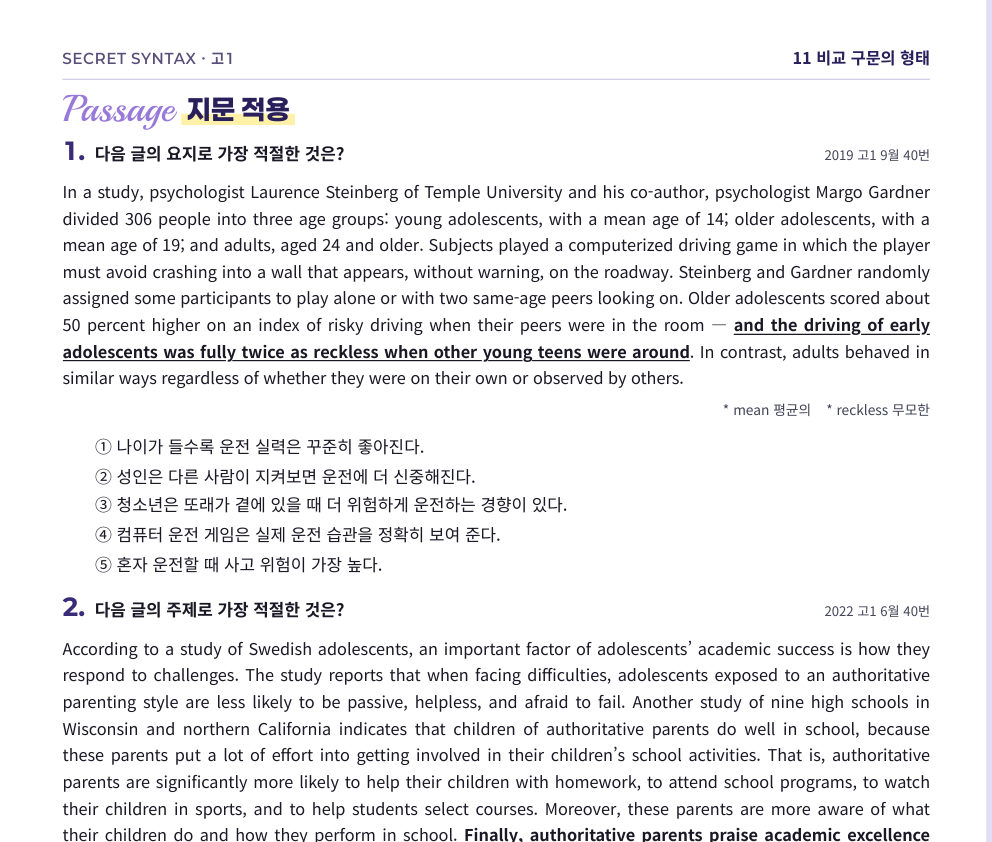 SECRET SYNTAX · 고1
11 비교 구문의 형태
Passage 지문 적용
1. 다음 글의 요지로 가장 적절한 것은?
2019 고1 9월 40번
In a study, psychologist Laurence Steinberg of Temple University and his co-author, psychologist Margo Gardner
divided 306 people into three age groups: young adolescents, with a mean age of 14; older adolescents, with a
mean age of 19; and adults, aged 24 and older. Subjects played a computerized driving game in which the player
must avoid crashing into a wall that appears, without warning, on the roadway. Steinberg and Gardner randomly
assigned some participants to play alone or with two same-age peers looking on. Older adolescents scored about
50 percent higher on an index of risky driving when their peers were in the room — and the driving of early
adolescents was fully twice as reckless when other young teens were around. In contrast, adults behaved in
similar ways regardless of whether they were on their own or observed by others.
* mean 평균의 * reckless 무모한
① 나이가 들수록 운전 실력은 꾸준히 좋아진다.
② 성인은 다른 사람이 지켜보면 운전에 더 신중해진다.
③ 청소년은 또래가 곁에 있을 때 더 위험하게 운전하는 경향이 있다.
④ 컴퓨터 운전 게임은 실제 운전 습관을 정확히 보여 준다.
⑤ 혼자 운전할 때 사고 위험이 가장 높다.
2. 다음 글의 주제로 가장 적절한 것은?
2022 고1 6월 40번
According to a study of Swedish adolescents, an important factor of adolescents’ academic success is how they
respond to challenges. The study reports that when facing difficulties, adolescents exposed to an authoritative
parenting style are less likely to be passive, helpless, and afraid to fail. Another study of nine high schools in
Wisconsin and northern California indicates that children of authoritative parents do well in school, because
these parents put a lot of effort into getting involved in their children’s school activities. That is, authoritative
parents are significantly more likely to help their children with homework, to attend school programs, to watch
their children in sports, and to help students select courses. Moreover, these parents are more aware of what
their children do and how they perform in school. Finally, authoritative parents praise academic excellence